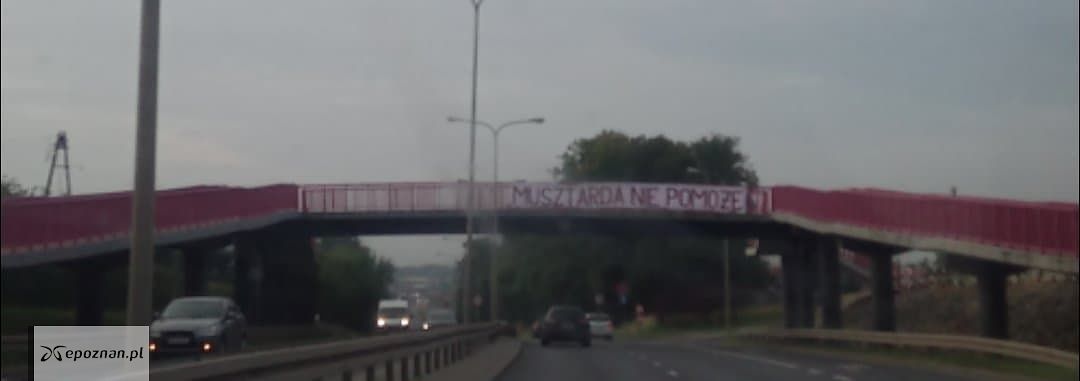 MUSZTARDA NIE POMOŻE
epoznan.pl